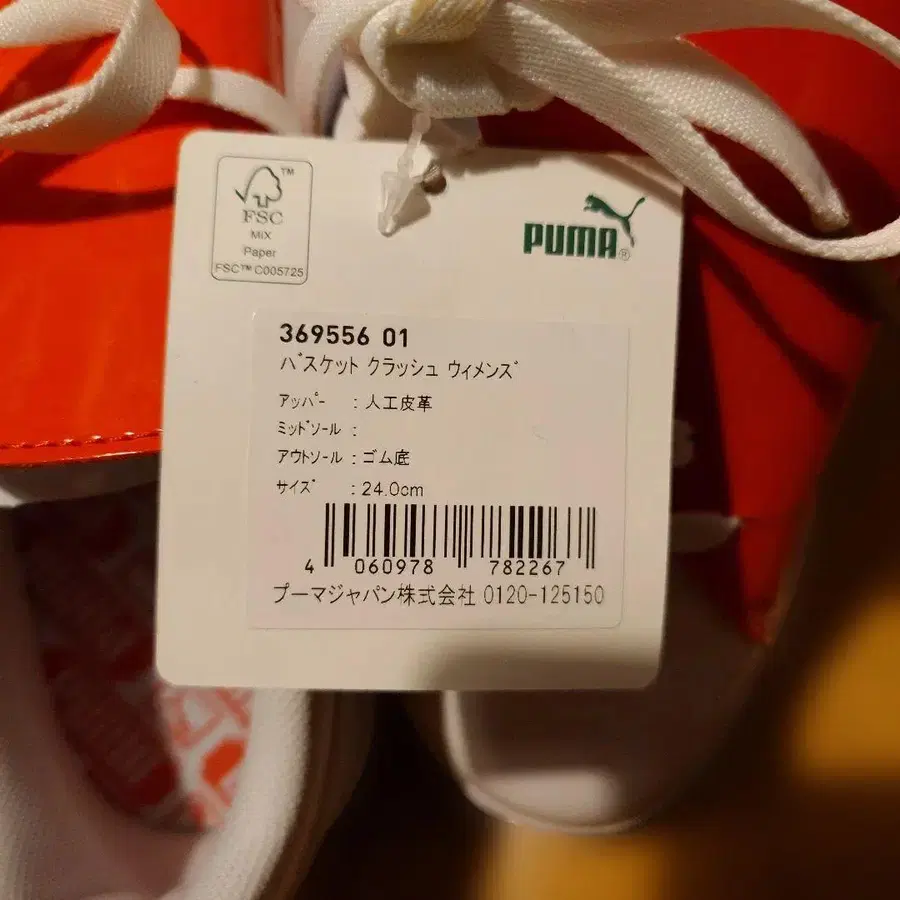 FSC
MIX
Paper
FSC™ C005725
PUMA®
369556 01
ﾊﾞｽｹｯﾄ ｸﾗｯｼｭ ｳｨﾒﾝｽﾞ
ｱｯﾊﾟｰ : 人工皮革
ﾐｯﾄﾞｿｰﾙ :
ｱｳﾄｿｰﾙ : ゴム底
ｻｲｽﾞ : 24.0cm
4 060978 782267
プーマジャパン株式会社 0120-125150